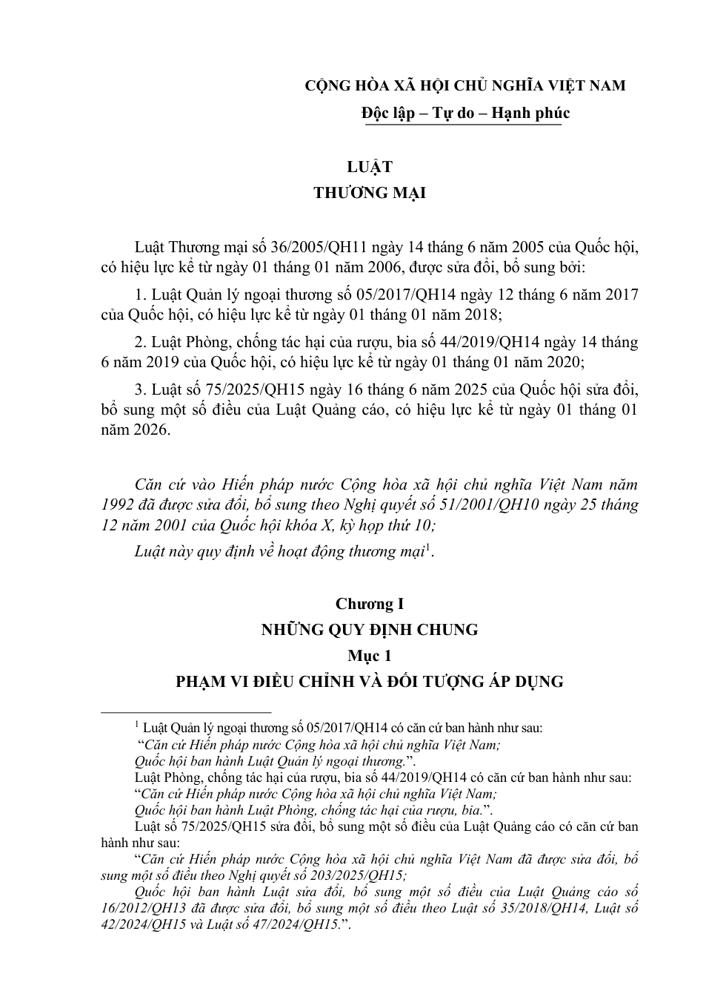 CỘNG HÒA XÃ HỘI CHỦ NGHĨA VIỆT NAM
Độc lập – Tự do – Hạnh phúc
LUẬT
THƯƠNG MẠI
Luật Thương mại số 36/2005/QH11 ngày 14 tháng 6 năm 2005 của Quốc hội,
có hiệu lực kể từ ngày 01 tháng 01 năm 2006, được sửa đổi, bổ sung bởi:
1. Luật Quản lý ngoại thương số 05/2017/QH14 ngày 12 tháng 6 năm 2017
của Quốc hội, có hiệu lực kể từ ngày 01 tháng 01 năm 2018;
2. Luật Phòng, chống tác hại của rượu, bia số 44/2019/QH14 ngày 14 tháng
6 năm 2019 của Quốc hội, có hiệu lực kể từ ngày 01 tháng 01 năm 2020;
3. Luật số 75/2025/QH15 ngày 16 tháng 6 năm 2025 của Quốc hội sửa đổi,
bổ sung một số điều của Luật Quảng cáo, có hiệu lực kể từ ngày 01 tháng 01
năm 2026.
Căn cứ vào Hiến pháp nước Cộng hòa xã hội chủ nghĩa Việt Nam năm
1992 đã được sửa đổi, bổ sung theo Nghị quyết số 51/2001/QH10 ngày 25 tháng
12 năm 2001 của Quốc hội khóa X, kỳ họp thứ 10;
Luật này quy định về hoạt động thương mại1.
Chương I
NHỮNG QUY ĐỊNH CHUNG
Mục 1
PHẠM VI ĐIỀU CHỈNH VÀ ĐỐI TƯỢNG ÁP DỤNG
1 Luật Quản lý ngoại thương số 05/2017/QH14 có căn cứ ban hành như sau:
“Căn cứ Hiến pháp nước Cộng hòa xã hội chủ nghĩa Việt Nam;
Quốc hội ban hành Luật Quản lý ngoại thương.”.
Luật Phòng, chống tác hại của rượu, bia số 44/2019/QH14 có căn cứ ban hành như sau:
“Căn cứ Hiến pháp nước Cộng hòa xã hội chủ nghĩa Việt Nam;
Quốc hội ban hành Luật Phòng, chống tác hại của rượu, bia.”.
Luật số 75/2025/QH15 sửa đổi, bổ sung một số điều của Luật Quảng cáo có căn cứ ban
hành như sau:
“Căn cứ Hiến pháp nước Cộng hòa xã hội chủ nghĩa Việt Nam đã được sửa đổi, bổ
sung một số điều theo Nghị quyết số 203/2025/QH15;
Quốc hội ban hành Luật sửa đổi, bổ sung một số điều của Luật Quảng cáo số
16/2012/QH13 đã được sửa đổi, bổ sung một số điều theo Luật số 35/2018/QH14, Luật số
42/2024/QH15 và Luật số 47/2024/QH15.”.